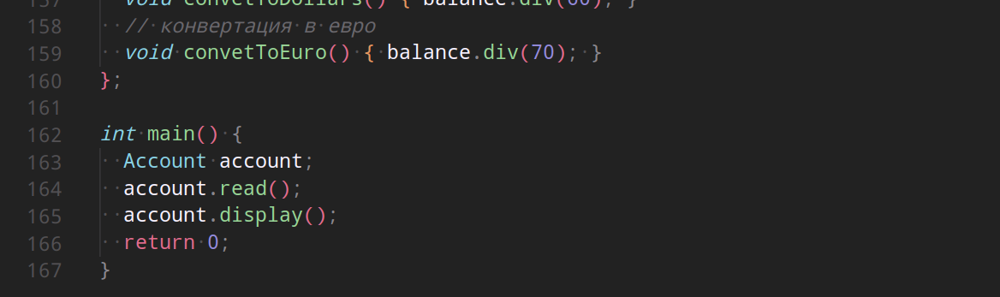 157 void convetToDollars() { balance.div(60); }
158 // конвертация в евро
159 void convetToEuro() { balance.div(70); }
160 };
161
162 int main() {
163 Account account;
164 account.read();
165 account.display();
166 return 0;
167 }